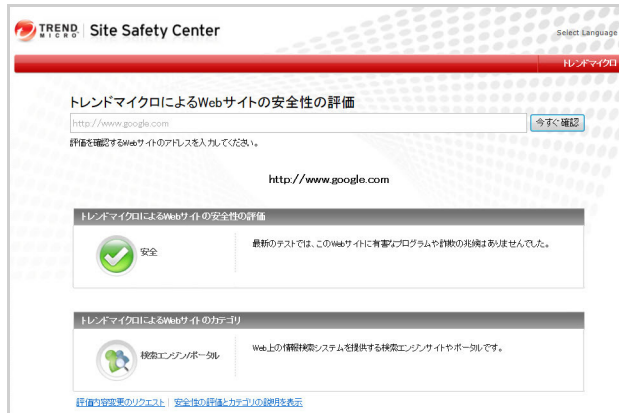 TREND MICRO Site Safety Center
Select Language
トレンドマイクロ
トレンドマイクロによるWebサイトの安全性の評価
http://www.google.com
今すぐ確認
評価を確認するWebサイトのアドレスを入力してください。
http://www.google.com
トレンドマイクロによるWebサイトの安全性の評価
安全
最新のテストでは、このWebサイトに有害なプログラムや詐欺の兆候はありませんでした。
トレンドマイクロによるWebサイトのカテゴリ
検索エンジン/ポータル
Web上の情報検索システムを提供する検索エンジンサイトやポータルです。
評価内容変更のリクエスト | 安全性の評価とカテゴリの説明を表示